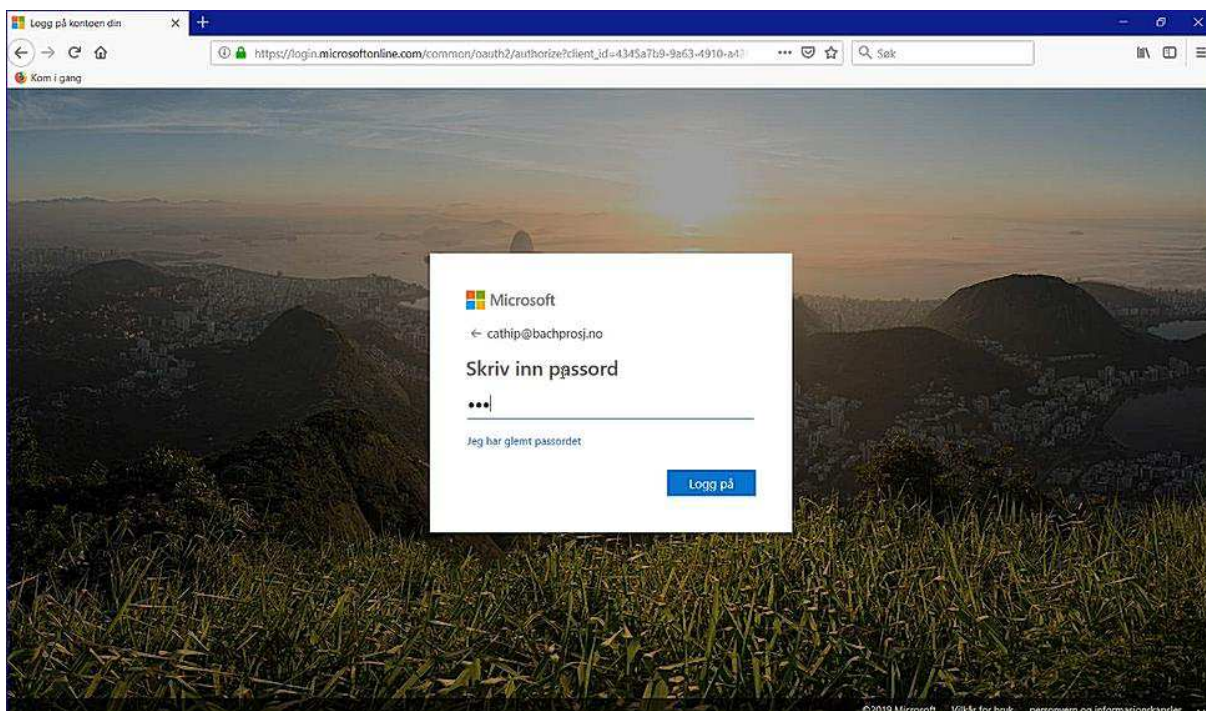 Logg på kontoen din
https://login.microsoftonline.com/common/oauth2/authorize?client_id=4345a7b9-9a63-4910-a42
Søk
Kom i gang
Microsoft
← cathip@bachprosj.no
Skriv inn passord
•••
Jeg har glemt passordet
Logg på
©2019 Microsoft Vilkår for bruk personvern og informasjonskapsler